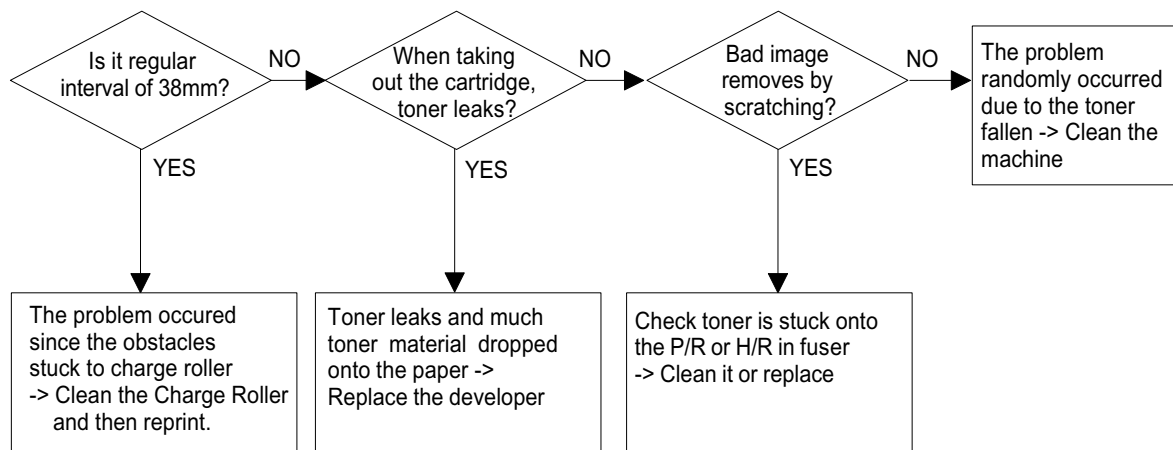 Is it regular
interval of 38mm?
NO
YES
When taking
out the cartridge,
toner leaks?
NO
YES
Bad image
removes by
scratching?
NO
YES
The problem
randomly occurred
due to the toner
fallen -> Clean the
machine
The problem occured
since the obstacles
stuck to charge roller
-> Clean the Charge Roller
and then reprint.
Toner leaks and much
toner material dropped
onto the paper ->
Replace the developer
Check toner is stuck onto
the P/R or H/R in fuser
-> Clean it or replace